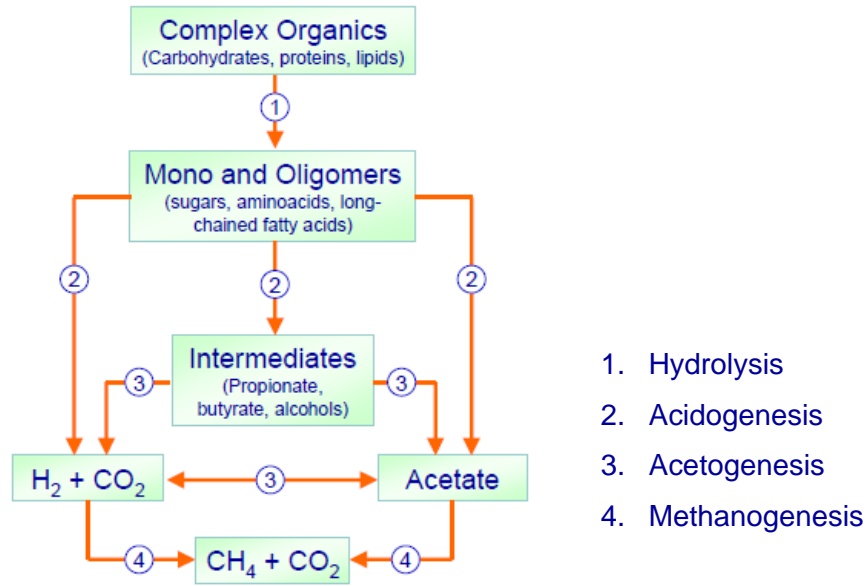 Complex Organics
(Carbohydrates, proteins, lipids)
1
Mono and Oligomers
(sugars, aminoacids, long-
chained fatty acids)
2
2
2
Intermediates
(Propionate,
butyrate, alcohols)
3
3
H₂ + CO₂
3
Acetate
4
CH₄ + CO₂
4
1. Hydrolysis
2. Acidogenesis
3. Acetogenesis
4. Methanogenesis